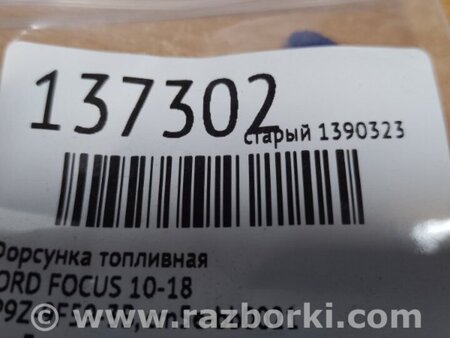 137302
старый 1390323
Форсунка топливная
ORD FOCUS 10-18
www.razborki.com